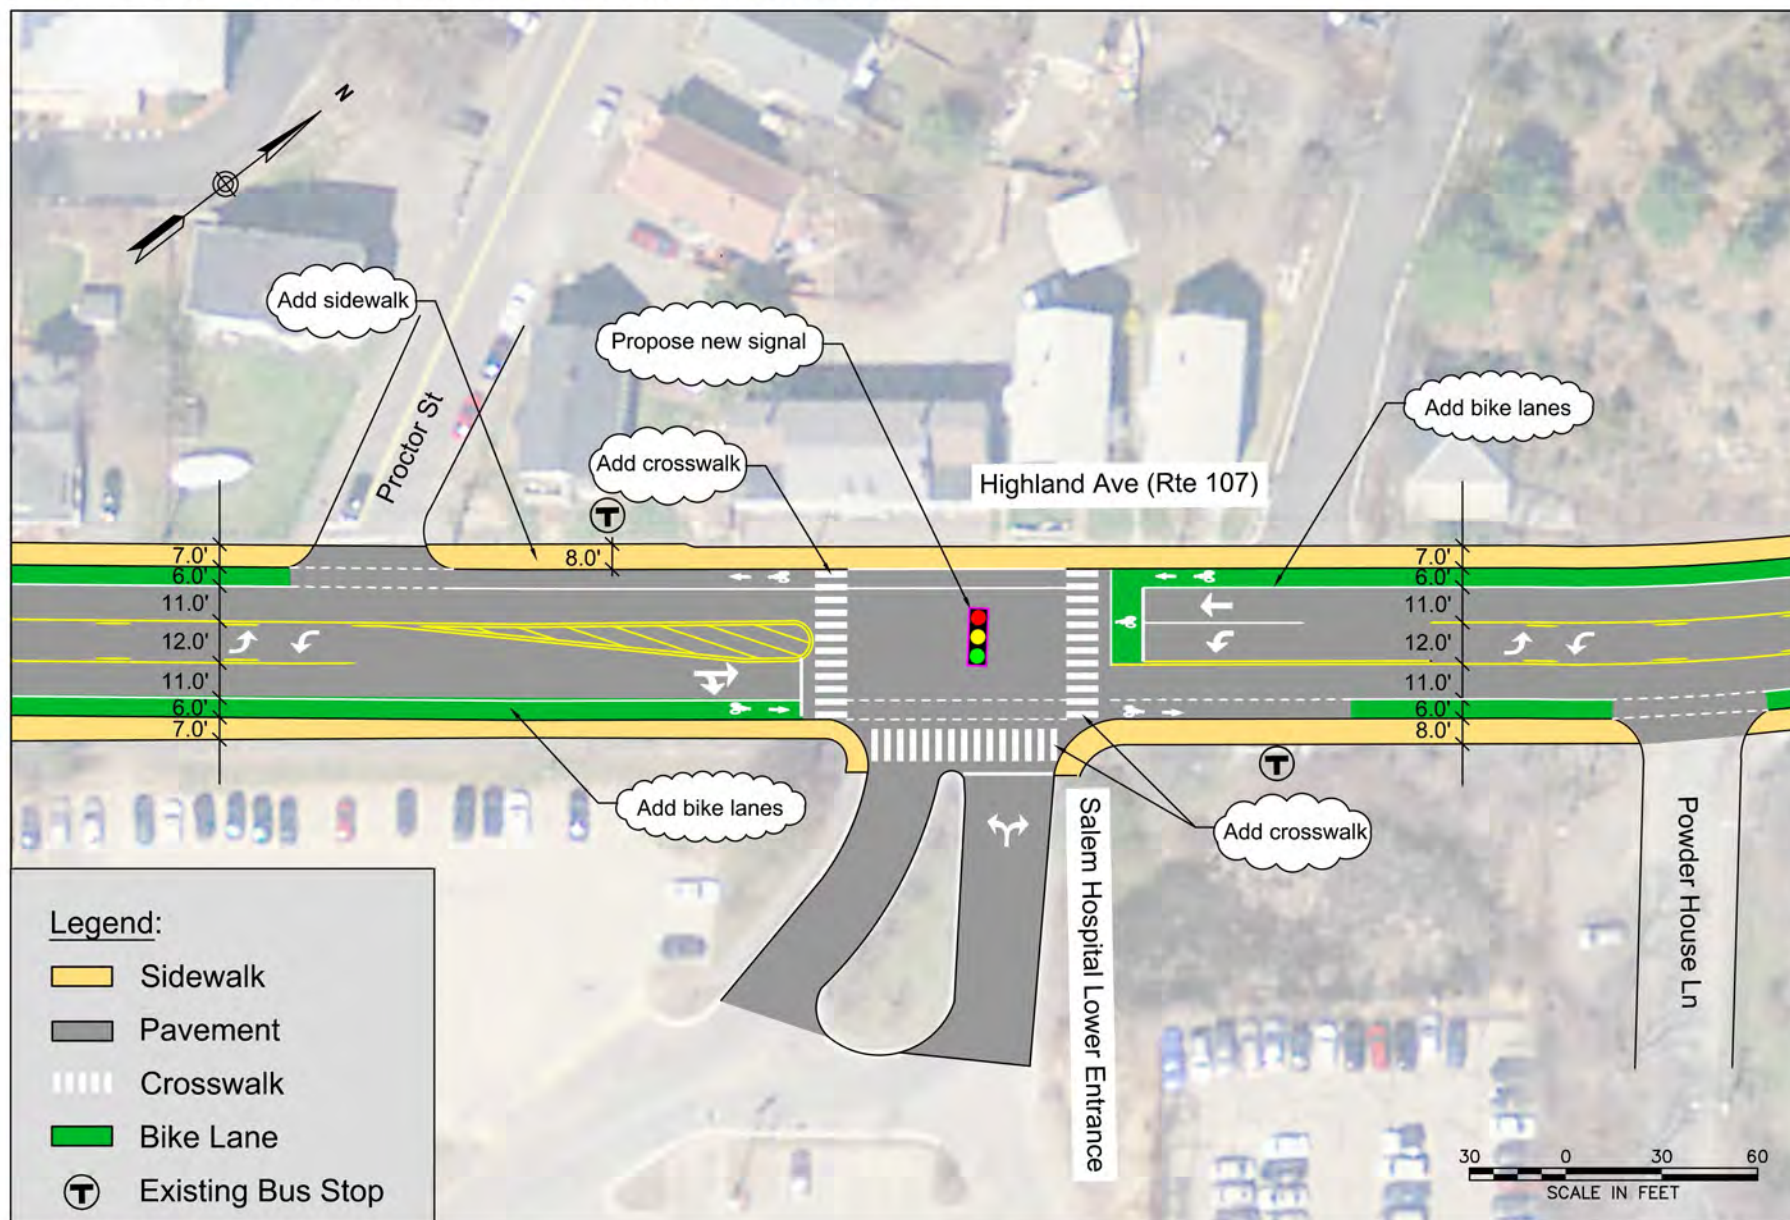 N
Add sidewalk
Propose new signal
Add bike lanes
Proctor St
Add crosswalk
Highland Ave (Rte 107)
T
7.0'
6.0'
11.0'
12.0'
11.0'
6.0'
7.0'
8.0'
7.0'
6.0'
11.0'
12.0'
11.0'
6.0'
8.0'
T
Add bike lanes
Add crosswalk
Salem Hospital Lower Entrance
Powder House Ln
Legend:
Sidewalk
Pavement
Crosswalk
Bike Lane
T Existing Bus Stop
30 0 30 60
SCALE IN FEET